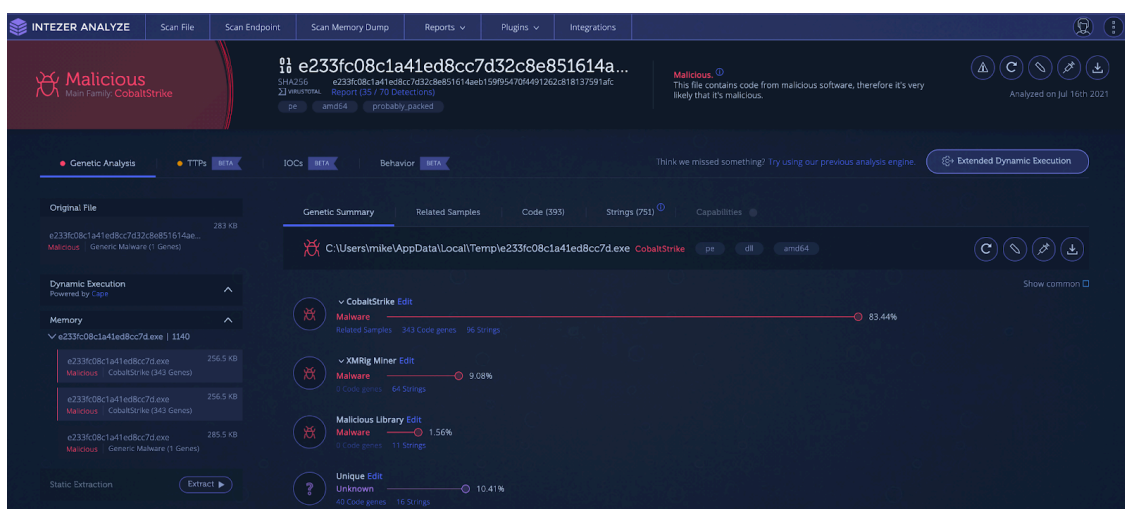 INTEZER ANALYZE Scan File Scan Endpoint Scan Memory Dump Reports Plugins Integrations
Malicious
Main Family: CobaltStrike
e233fc08c1a41ed8cc7d32c8e851614a...
SHA256 e233fc08c1a41ed8cc7d32c8e851614aeb159f95470f4491262c818137591afc
VIRUSTOTAL Report (35 / 70 Detections)
pe amd64 probably_packed
Malicious.
This file contains code from malicious software, therefore it's very
likely that it's malicious.
Analyzed on Jul 16th 2021
Genetic Analysis TTPs BETA IOCs BETA Behavior BETA
Think we missed something? Try using our previous analysis engine. Extended Dynamic Execution
Original File
283 KB
e233fc08c1a41ed8cc7d32c8e851614ae...
Malicious Generic Malware (1 Genes)
Dynamic Execution
Powered by Cape
Memory
e233fc08c1a41ed8cc7d.exe | 1140
e233fc08c1a41ed8cc7d.exe 256.5 KB
Malicious CobaltStrike (343 Genes)
e233fc08c1a41ed8cc7d.exe 256.5 KB
Malicious CobaltStrike (343 Genes)
e233fc08c1a41ed8cc7d.exe 285.5 KB
Malicious Generic Malware (1 Genes)
Static Extraction Extract
Genetic Summary Related Samples Code (393) Strings (751) Capabilities
C:\Users\mike\AppData\Local\Temp\e233fc08c1a41ed8cc7d.exe CobaltStrike pe dll amd64
Show common
CobaltStrike Edit
Malware 83.44%
Related Samples 343 Code genes 96 Strings
XMRig Miner Edit
Malware 9.08%
0 Code genes 64 Strings
Malicious Library Edit
Malware 1.56%
0 Code genes 11 Strings
Unique Edit
Unknown 10.41%
40 Code genes 16 Strings